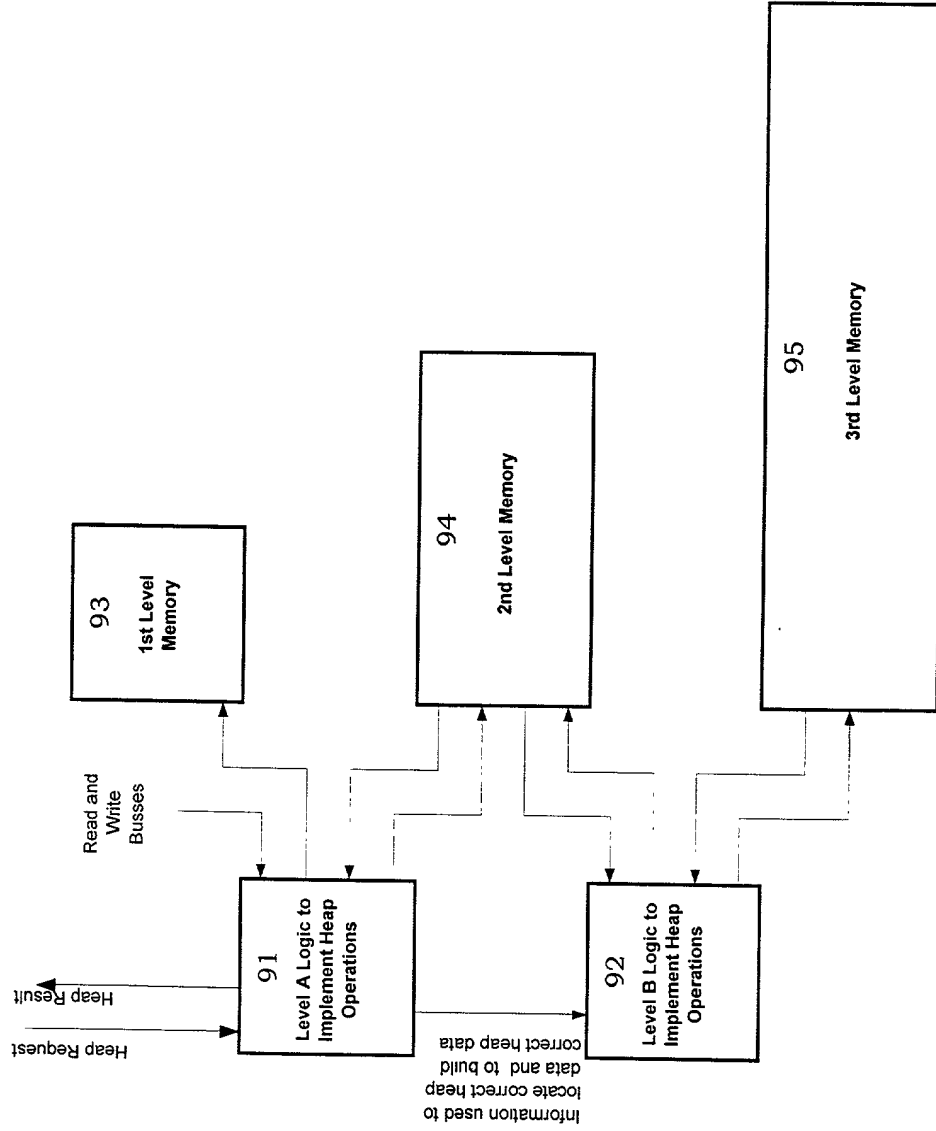 Heap Request
Heap Result
Read and
Write
Busses
91
Level A Logic to
Implement Heap
Operations
93
1st Level
Memory
Information used to
locate correct heap
data and to build
correct heap data
94
2nd Level Memory
92
Level B Logic to
Implement Heap
Operations
95
3rd Level Memory